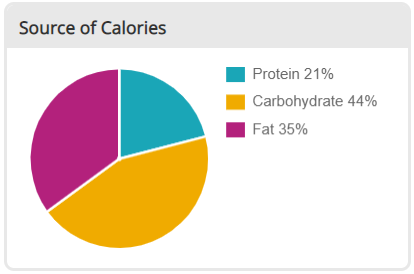 Source of Calories
Protein 21%
Carbohydrate 44%
Fat 35%